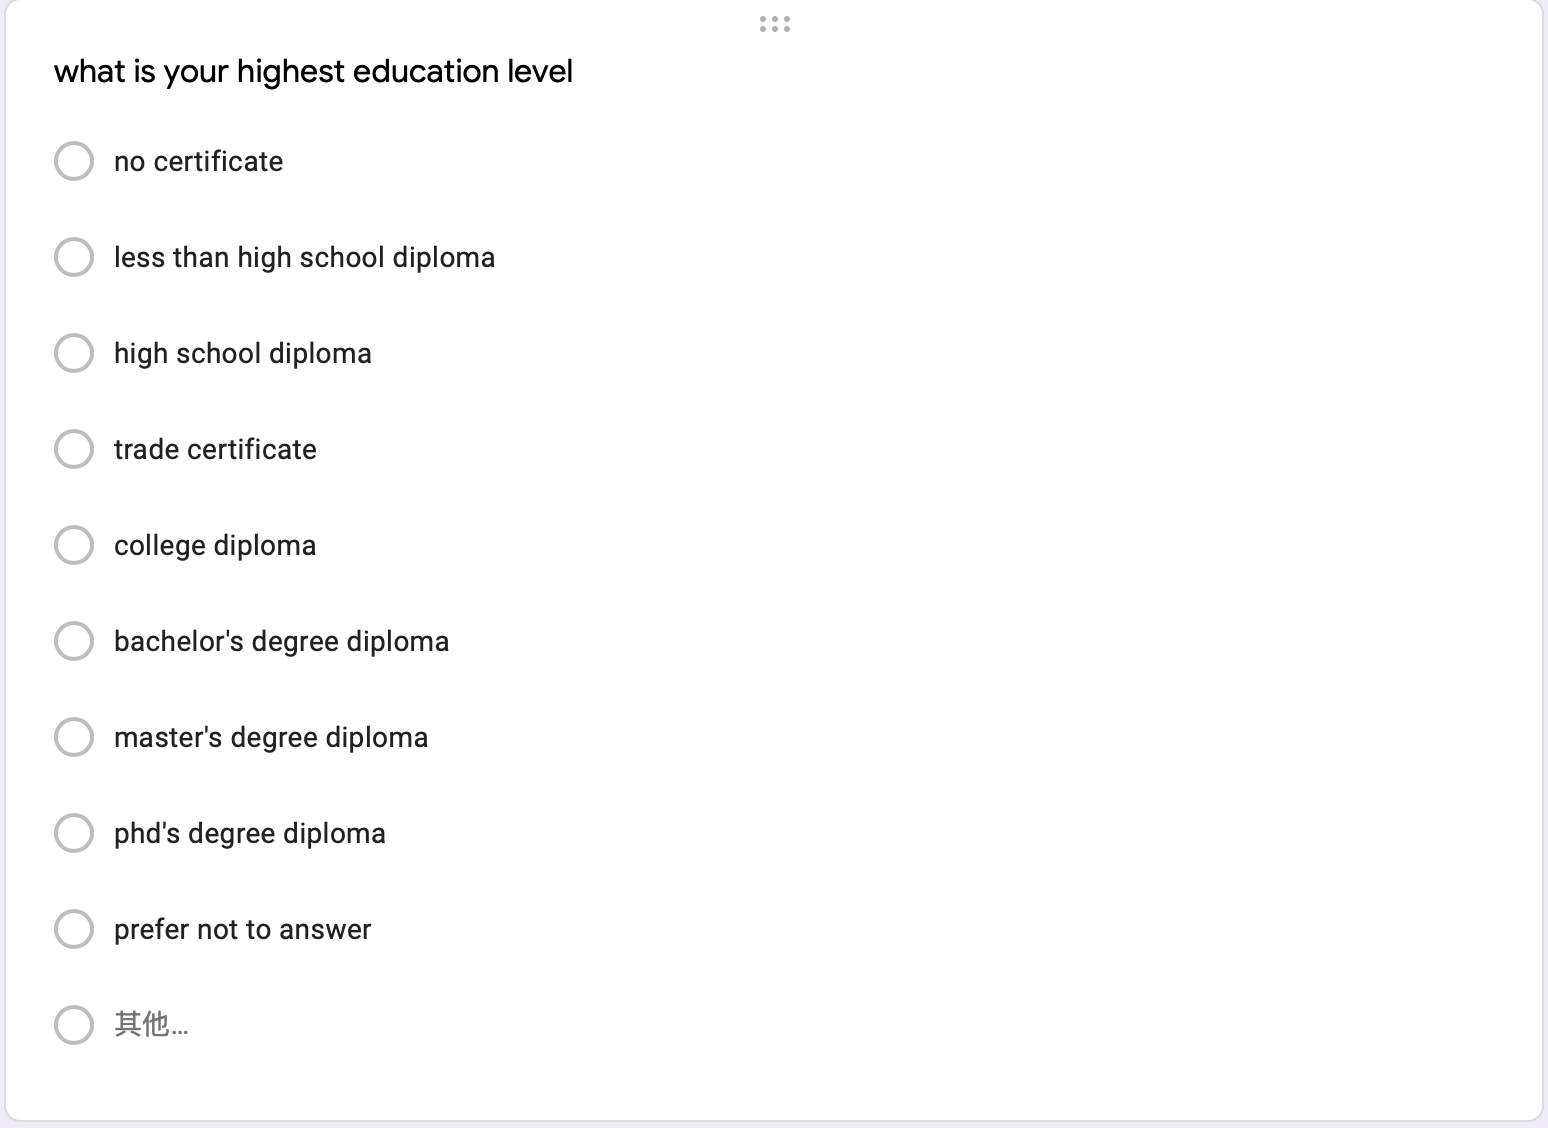 what is your highest education level
no certificate
less than high school diploma
high school diploma
trade certificate
college diploma
bachelor's degree diploma
master's degree diploma
phd's degree diploma
prefer not to answer
其他...